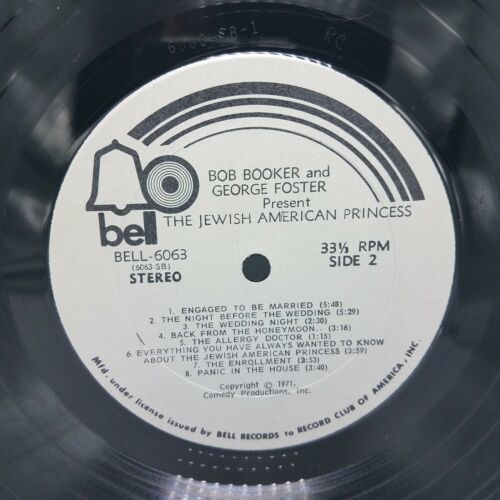 6063 SB-1 RC
BOB BOOKER and
GEORGE FOSTER
Present
THE JEWISH AMERICAN PRINCESS
bell
BELL-6063
(6063-SB)
STEREO
33⅓ RPM
SIDE 2
1. ENGAGED TO BE MARRIED (5:48)
2. THE NIGHT BEFORE THE WEDDING (5:29)
3. THE WEDDING NIGHT (2:30)
4. BACK FROM THE HONEYMOON.. (3:16)
5. THE ALLERGY DOCTOR (1:15)
6. EVERYTHING YOU HAVE ALWAYS WANTED TO KNOW
ABOUT THE JEWISH AMERICAN PRINCESS (3:59)
7. THE ENROLLMENT (2:53)
8. PANIC IN THE HOUSE (3:40)
Copyright © 1971,
Comedy Productions, Inc.
Mfd. under license issued by BELL RECORDS to RECORD CLUB OF AMERICA, INC.